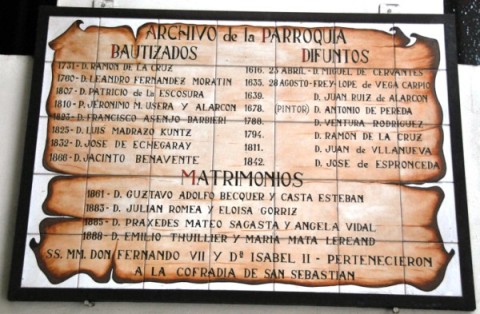 ARCHIVO de la PARROQUIA
BAUTIZADOS
1731- D. RAMON DE LA CRUZ
1760- D. LEANDRO FERNANDEZ MORATIN
1807- D. PATRICIO DE LA ESCOSURA
1810- P. JERONIMO M. USERA Y ALARCON
1823- D. FRANCISCO ASENJO BARBIERI
1825- D. LUIS MADRAZO KUNTZ
1832- D. JOSE DE ECHEGARAY
1866- D. JACINTO BENAVENTE
DIFUNTOS
1616. 23 ABRIL- D. MIGUEL DE CERVANTES
1635. 28 AGOSTO- FREY-LOPE DE VEGA CARPIO
1639. D. JUAN RUIZ DE ALARCON
1678. (PINTOR) D. ANTONIO DE PEREDA
1788. D. VENTURA RODRIGUEZ
1794. D. RAMON DE LA CRUZ
1811. D. JUAN DE VLLANUEVA
1842. D. JOSE DE ESPRONCEDA
MATRIMONIOS
1861- D. GUSTAVO ADOLFO BECQUER Y CASTA ESTEBAN
1883- D. JULIAN ROMEA Y ELOISA GORRIZ
1885- D. PRAXEDES MATEO SAGASTA Y ANGELA VIDAL
1888- D. EMILIO THUILLIER Y MARIA MATA LEREAND
SS. MM. DON FERNANDO VII Y Dª ISABEL II - PERTENECIERON
A LA COFRADIA DE SAN SEBASTIAN